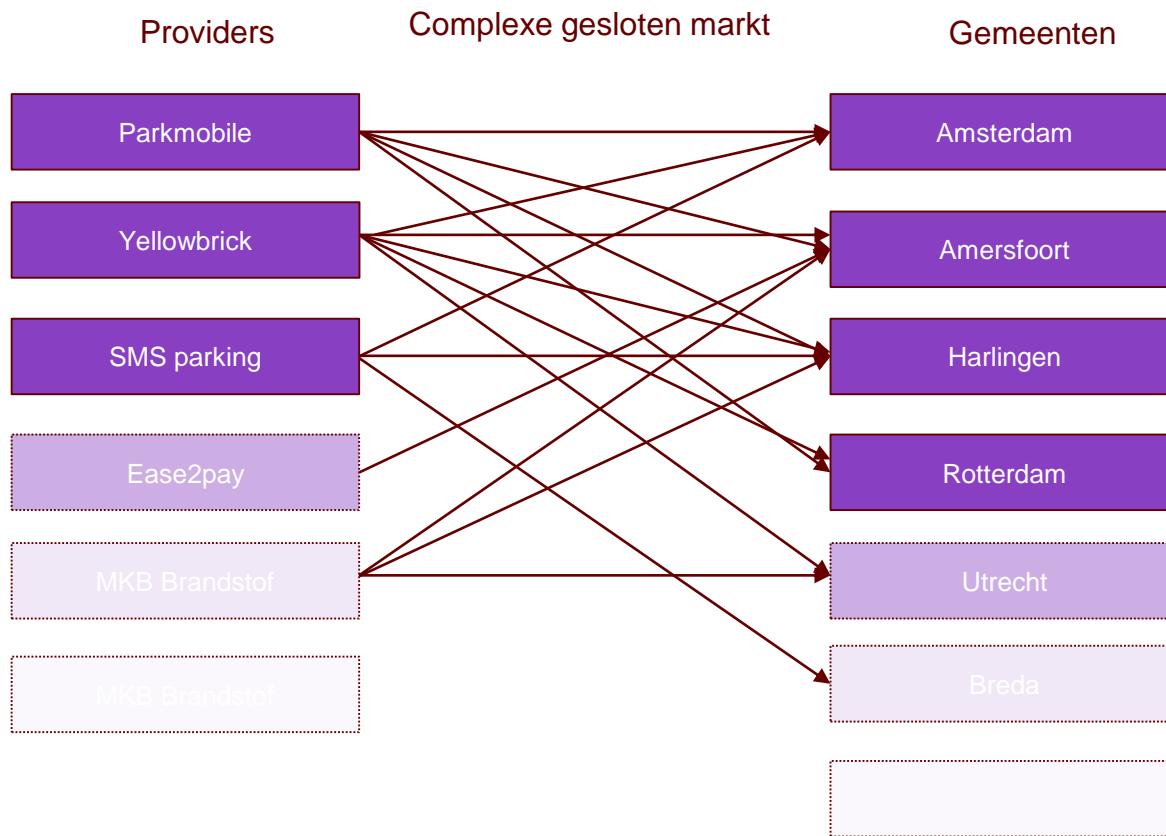 Providers
Complexe gesloten markt
Gemeenten
Parkmobile
Amsterdam
Yellowbrick
Amersfoort
SMS parking
Harlingen
Ease2pay
Rotterdam
MKB Brandstof
Utrecht
MKB Brandstof
Breda